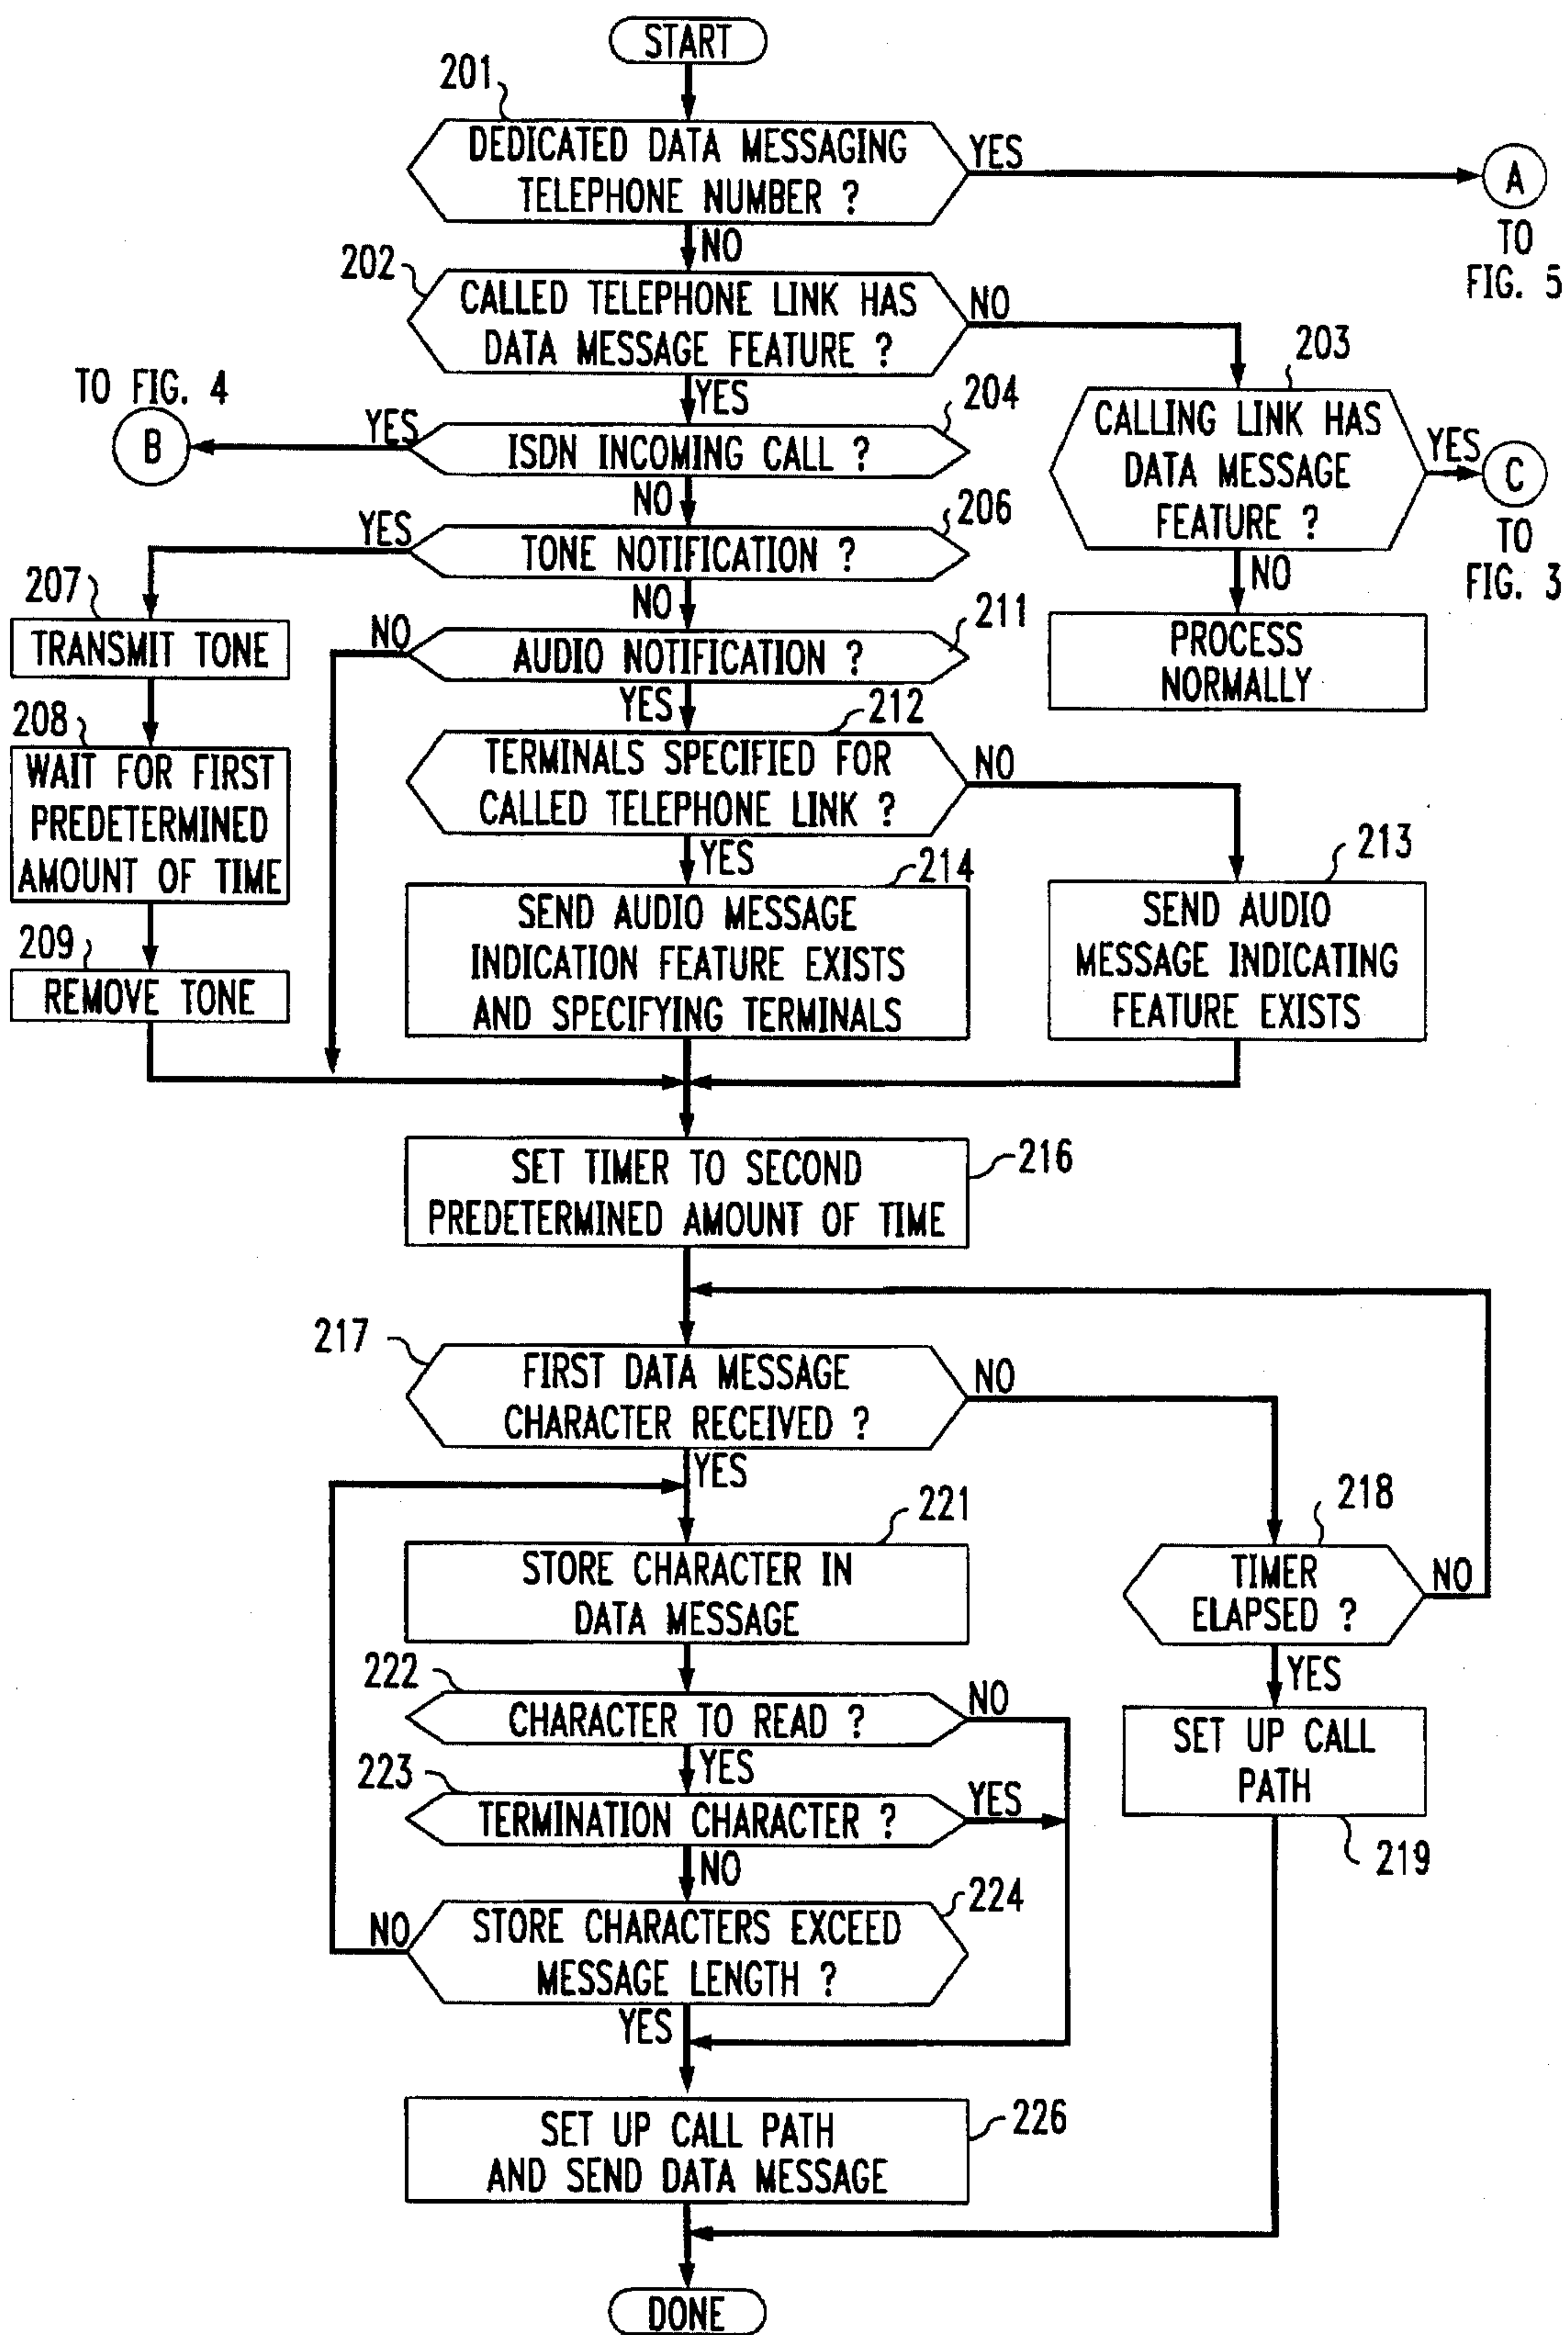 START
201
DEDICATED DATA MESSAGING
TELEPHONE NUMBER ?
YES
A
TO
FIG. 5
NO
202
CALLED TELEPHONE LINK HAS
DATA MESSAGE FEATURE ?
NO
203
CALLING LINK HAS
DATA MESSAGE
FEATURE ?
YES
C
TO
FIG. 3
NO
PROCESS
NORMALLY
YES
204
ISDN INCOMING CALL ?
YES
TO FIG. 4
B
NO
206
TONE NOTIFICATION ?
YES
207
TRANSMIT TONE
208
WAIT FOR FIRST
PREDETERMINED
AMOUNT OF TIME
209
REMOVE TONE
NO
211
AUDIO NOTIFICATION ?
NO
YES
212
TERMINALS SPECIFIED FOR
CALLED TELEPHONE LINK ?
NO
213
SEND AUDIO
MESSAGE INDICATING
FEATURE EXISTS
YES
214
SEND AUDIO MESSAGE
INDICATION FEATURE EXISTS
AND SPECIFYING TERMINALS
SET TIMER TO SECOND
PREDETERMINED AMOUNT OF TIME
216
217
FIRST DATA MESSAGE
CHARACTER RECEIVED ?
NO
218
TIMER
ELAPSED ?
NO
YES
SET UP CALL
PATH
219
YES
221
STORE CHARACTER IN
DATA MESSAGE
222
CHARACTER TO READ ?
NO
YES
223
TERMINATION CHARACTER ?
YES
NO
224
STORE CHARACTERS EXCEED
MESSAGE LENGTH ?
NO
YES
SET UP CALL PATH
AND SEND DATA MESSAGE
226
DONE